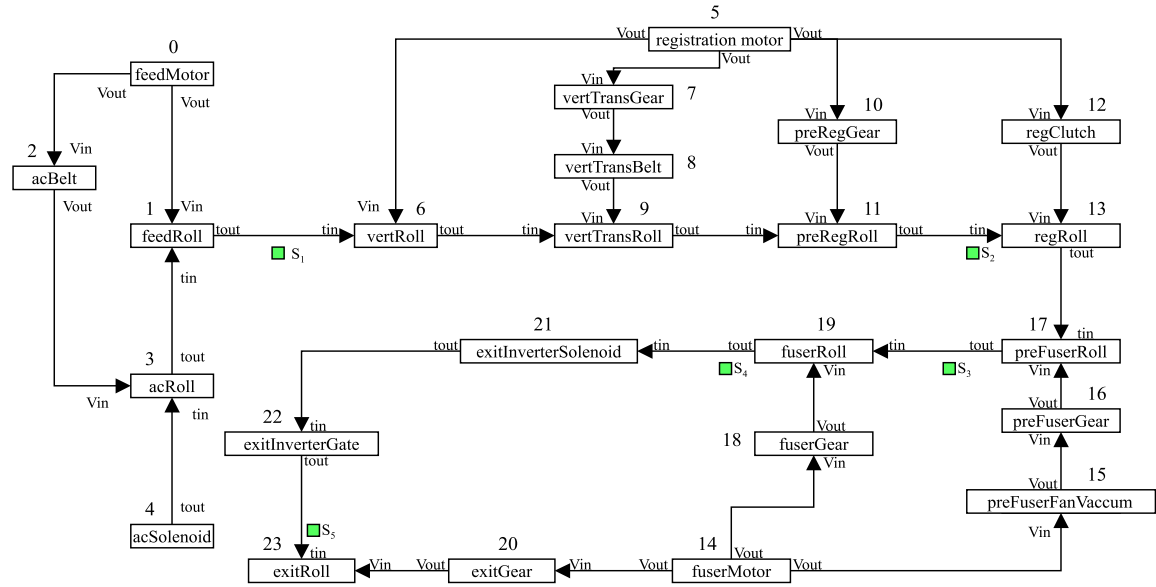 5
Vout registration motor Vout
Vout
0
feedMotor
Vout
Vout
Vin
vertTransGear 7
Vout
10
Vin
preRegGear
Vout
12
Vin
regClutch
Vout
2
Vin
acBelt
Vout
Vin
vertTransBelt 8
Vout
1
Vin
feedRoll
tout
S1
Vin 6
tin
vertRoll
tout
Vin 9
tin
vertTransRoll
tout
Vin 11
tin
preRegRoll
tout
S2
Vin 13
tin
regRoll
tout
tin
3
tout
acRoll
Vin
tin
4
tout
acSolenoid
21
tout exitInverterSolenoid tin
19
tout fuserRoll tin
S4
Vin
17
tin
tout preFuserRoll
S3
Vin
16
Vout
preFuserGear
Vin
22
tin
exitInverterGate
tout
Vout
18 fuserGear
Vin
15
Vout
preFuserFanVaccum
Vin
S5
23
tin
exitRoll
Vin
20
Vout exitGear Vin
14
Vout
Vout fuserMotor Vout